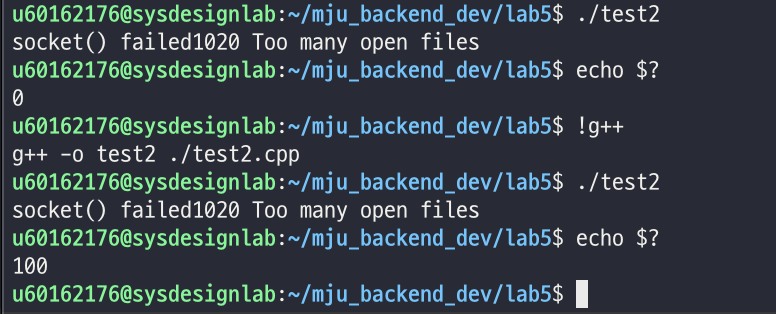 u60162176@sysdesignlab:~/mju_backend_dev/lab5$ ./test2
socket() failed1020 Too many open files
u60162176@sysdesignlab:~/mju_backend_dev/lab5$ echo $?
0
u60162176@sysdesignlab:~/mju_backend_dev/lab5$ !g++
g++ -o test2 ./test2.cpp
u60162176@sysdesignlab:~/mju_backend_dev/lab5$ ./test2
socket() failed1020 Too many open files
u60162176@sysdesignlab:~/mju_backend_dev/lab5$ echo $?
100
u60162176@sysdesignlab:~/mju_backend_dev/lab5$